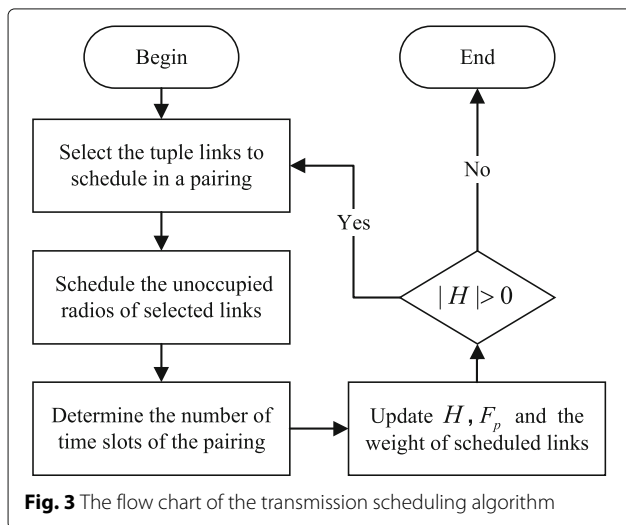 Begin
End
Select the tuple links to
schedule in a pairing
No
Yes
Schedule the unoccupied
radios of selected links
| H |> 0
Determine the number of
time slots of the pairing
Update H, F_p and the
weight of scheduled links
Fig. 3 The flow chart of the transmission scheduling algorithm